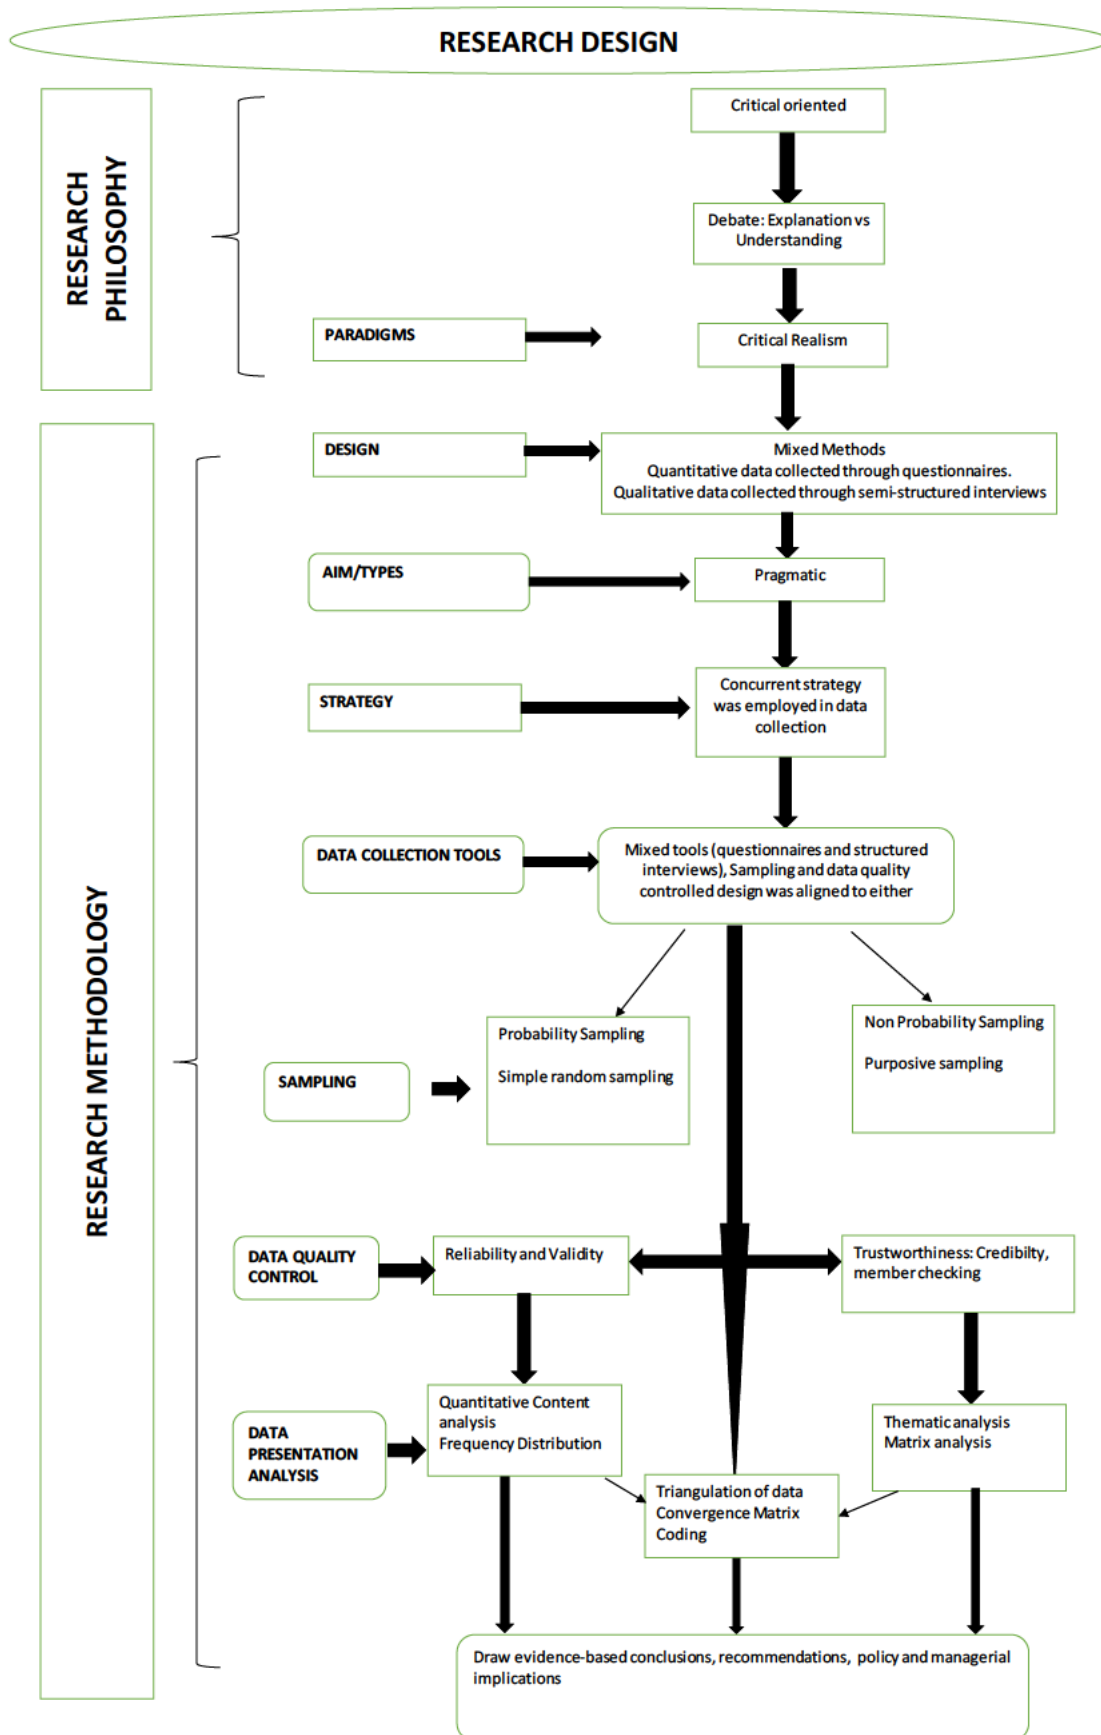 RESEARCH DESIGN
RESEARCH
PHILOSOPHY
Critical oriented
Debate: Explanation vs
Understanding
PARADIGMS
Critical Realism
RESEARCH METHODOLOGY
DESIGN
Mixed Methods
Quantitative data collected through questionnaires.
Qualitative data collected through semi-structured interviews
AIM/TYPES
Pragmatic
STRATEGY
Concurrent strategy
was employed in data
collection
DATA COLLECTION TOOLS
Mixed tools (questionnaires and structured
interviews), Sampling and data quality
controlled design was aligned to either
SAMPLING
Probability Sampling
Simple random sampling
Non Probability Sampling
Purposive sampling
DATA QUALITY
CONTROL
Reliability and Validity
Trustworthiness: Credibilty,
member checking
DATA
PRESENTATION
ANALYSIS
Quantitative Content
analysis
Frequency Distribution
Thematic analysis
Matrix analysis
Triangulation of data
Convergence Matrix
Coding
Draw evidence-based conclusions, recommendations, policy and managerial
implications